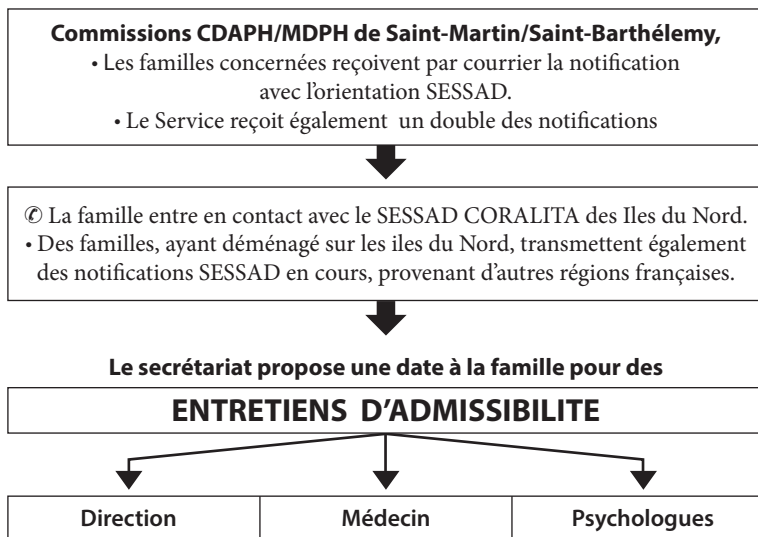 Commissions CDAPH/MDPH de Saint-Martin/Saint-Barthélemy,
• Les familles concernées reçoivent par courrier la notification
avec l'orientation SESSAD.
• Le Service reçoit également un double des notifications
✆ La famille entre en contact avec le SESSAD CORALITA des Iles du Nord.
• Des familles, ayant déménagé sur les iles du Nord, transmettent également
des notifications SESSAD en cours, provenant d'autres régions françaises.
Le secrétariat propose une date à la famille pour des
ENTRETIENS D'ADMISSIBILITE
Direction
Médecin
Psychologues